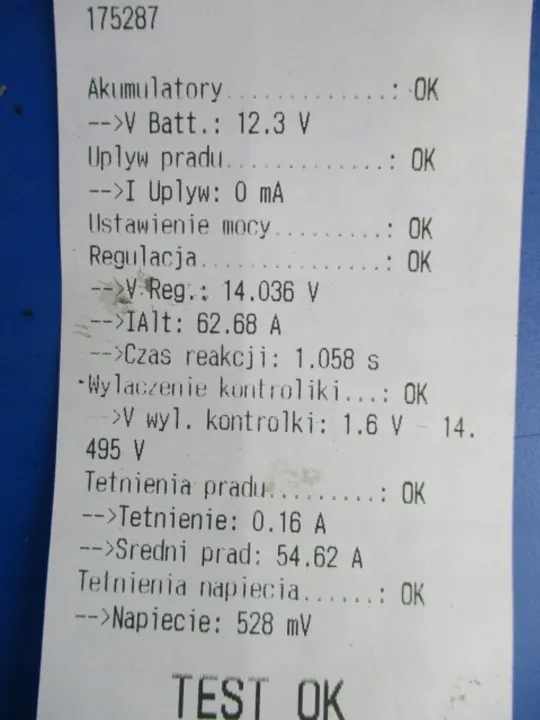 175287
Akumulatory.............: OK
-->V Batt.: 12.3 V
Uplyw pradu.............: OK
-->I Uplyw: 0 mA
Ustawienie mocy.........: OK
Regulacja...............: OK
-->V Reg.: 14.036 V
-->IAlt: 62.68 A
-->Czas reakcji: 1.058 s
Wylaczenie kontroliki...: OK
-->V wyl. kontrolki: 1.6 V - 14.
495 V
Tetnienia pradu.........: OK
-->Tetnienie: 0.16 A
-->Sredni prad: 54.62 A
Tetnienia napiecia......: OK
-->Napiecie: 528 mV
TEST OK